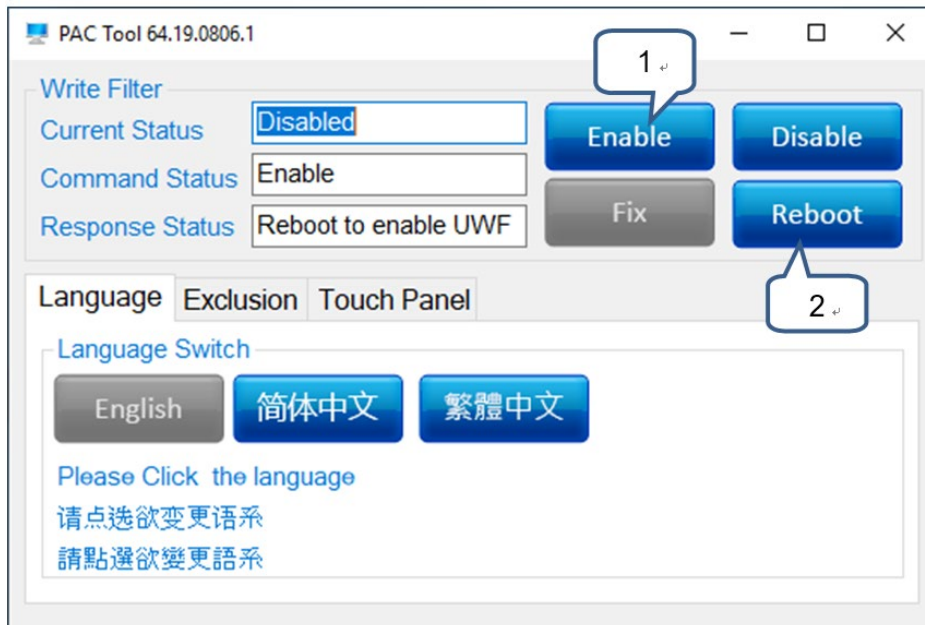 PAC Tool 64.19.0806.1
1
Write Filter
Current Status Disabled Enable Disable
Command Status Enable
Response Status Reboot to enable UWF Fix Reboot
2
Language Exclusion Touch Panel
Language Switch
English 简体中文 繁體中文
Please Click the language
请点选欲变更语系
請點選欲變更語系